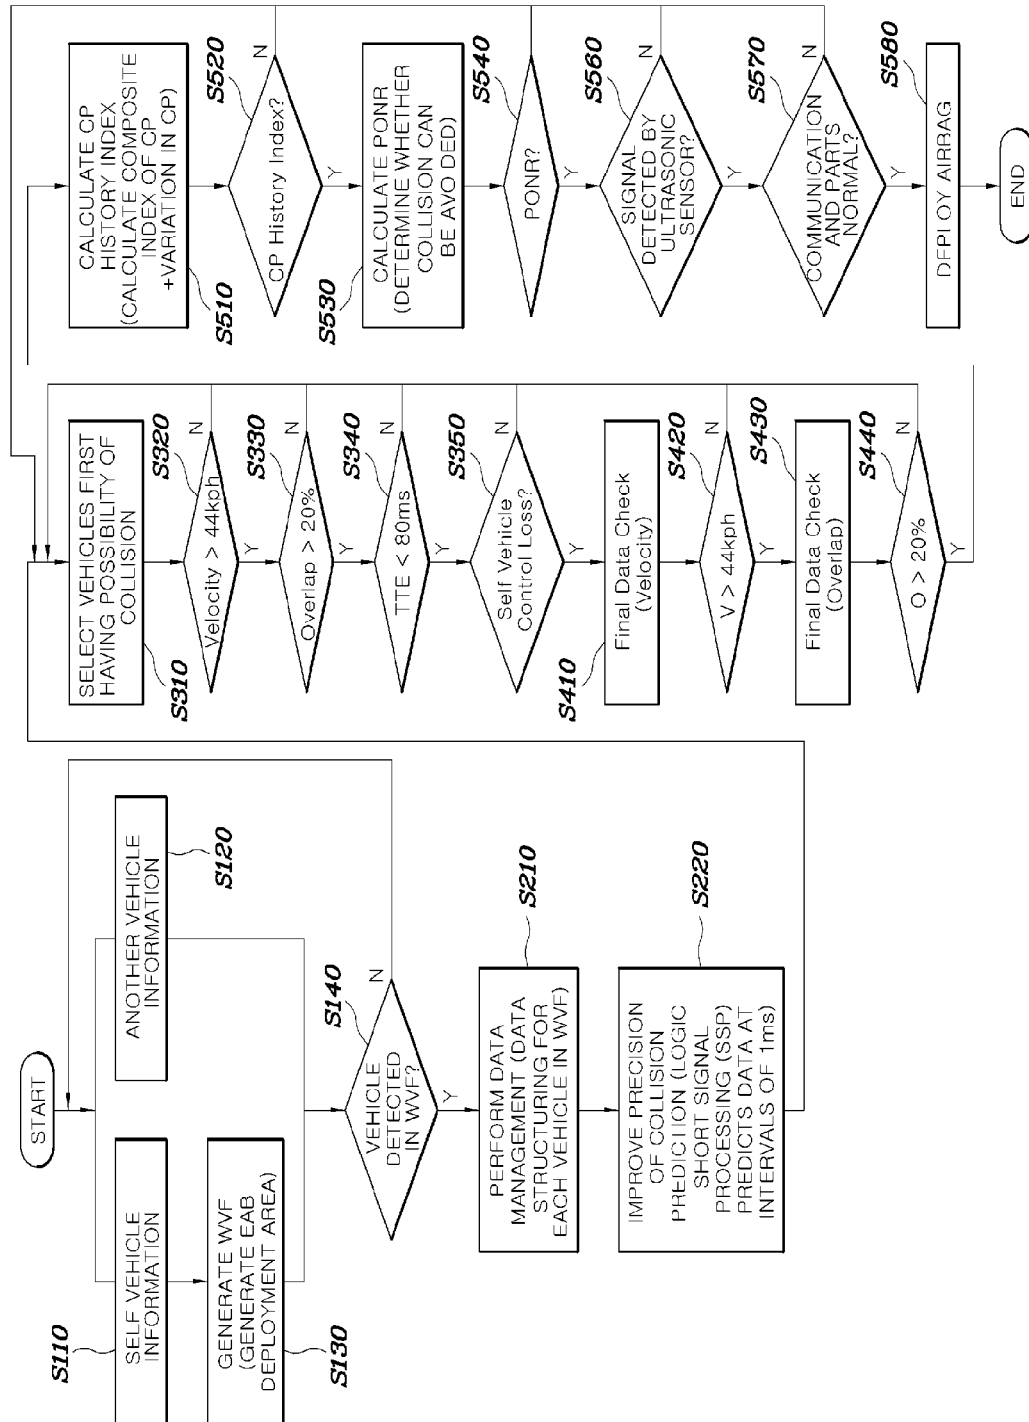 START
SELF VEHICLE
INFORMATION
S110
ANOTHER VEHICLE
INFORMATION
S120
GENERATE WVF
(GENERATE EAB
DEPLOYMENT AREA)
S130
VEHICLE
DETECTED
IN WVF?
S140
N
Y
PERFORM DATA
MANAGEMENT (DATA
STRUCTURING FOR
EACH VEHICLE IN WVF)
S210
IMPROVE PRECISION
OF COLLISION
PREDICTION (LOGIC
SHORT SIGNAL
PROCESSING (SSP)
PREDICTS DATA AT
INTERVALS OF 1ms)
S220
SELECT VEHICLES FIRST
HAVING POSSIBILITY OF
COLLISION
S310
Velocity > 44kph
S320
N
Y
Overlap > 20%
S330
N
Y
TTE < 80ms
S340
N
Y
Self Vehicle
Control Loss?
S350
N
Y
Final Data Check
(Velocity)
S410
V > 44kph
S420
N
Y
Final Data Check
(Overlap)
S430
O > 20%
S440
N
Y
CALCULATE CP
HISTORY INDEX
(CALCULATE COMPOSITE
INDEX OF CP
+VARIATION IN CP)
S510
CP History Index?
S520
N
Y
CALCULATE PONR
(DETERMINE WHETHER
COLLISION CAN
BE AVO DED)
S530
PONR?
S540
N
Y
SIGNAL
DETECTED BY
ULTRASONIC
SENSOR?
S560
N
Y
COMMUNICATION
AND PARTS
NORMAL?
S570
N
Y
DEPLOY AIRBAG
S580
END